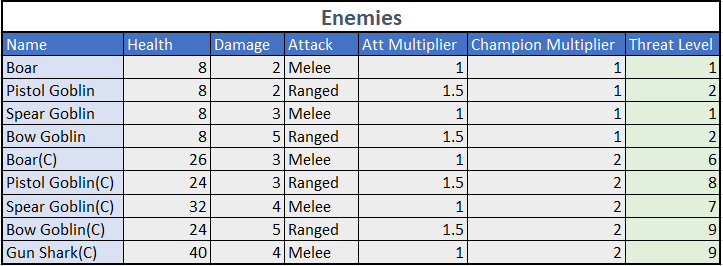 Enemies
Name Health Damage Attack Att Multiplier Champion Multiplier Threat Level
Boar 8 2 Melee 1 1 1
Pistol Goblin 8 2 Ranged 1.5 1 2
Spear Goblin 8 3 Melee 1 1 1
Bow Goblin 8 5 Ranged 1.5 1 2
Boar(C) 26 3 Melee 1 2 6
Pistol Goblin(C) 24 3 Ranged 1.5 2 8
Spear Goblin(C) 32 4 Melee 1 2 7
Bow Goblin(C) 24 5 Ranged 1.5 2 9
Gun Shark(C) 40 4 Melee 1 2 9